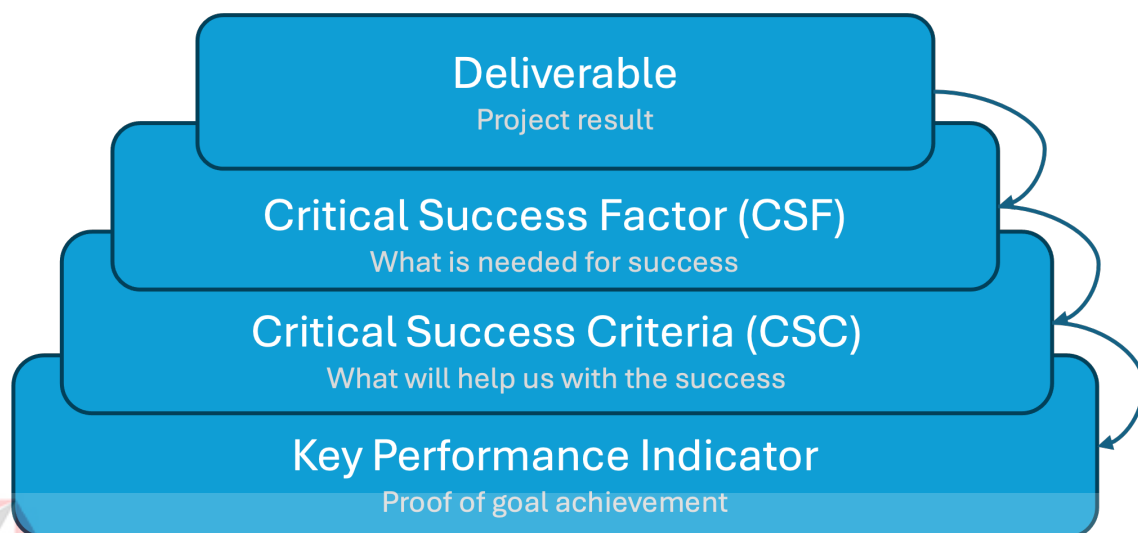 Deliverable
Project result
Critical Success Factor (CSF)
What is needed for success
Critical Success Criteria (CSC)
What will help us with the success
Key Performance Indicator
Proof of goal achievement